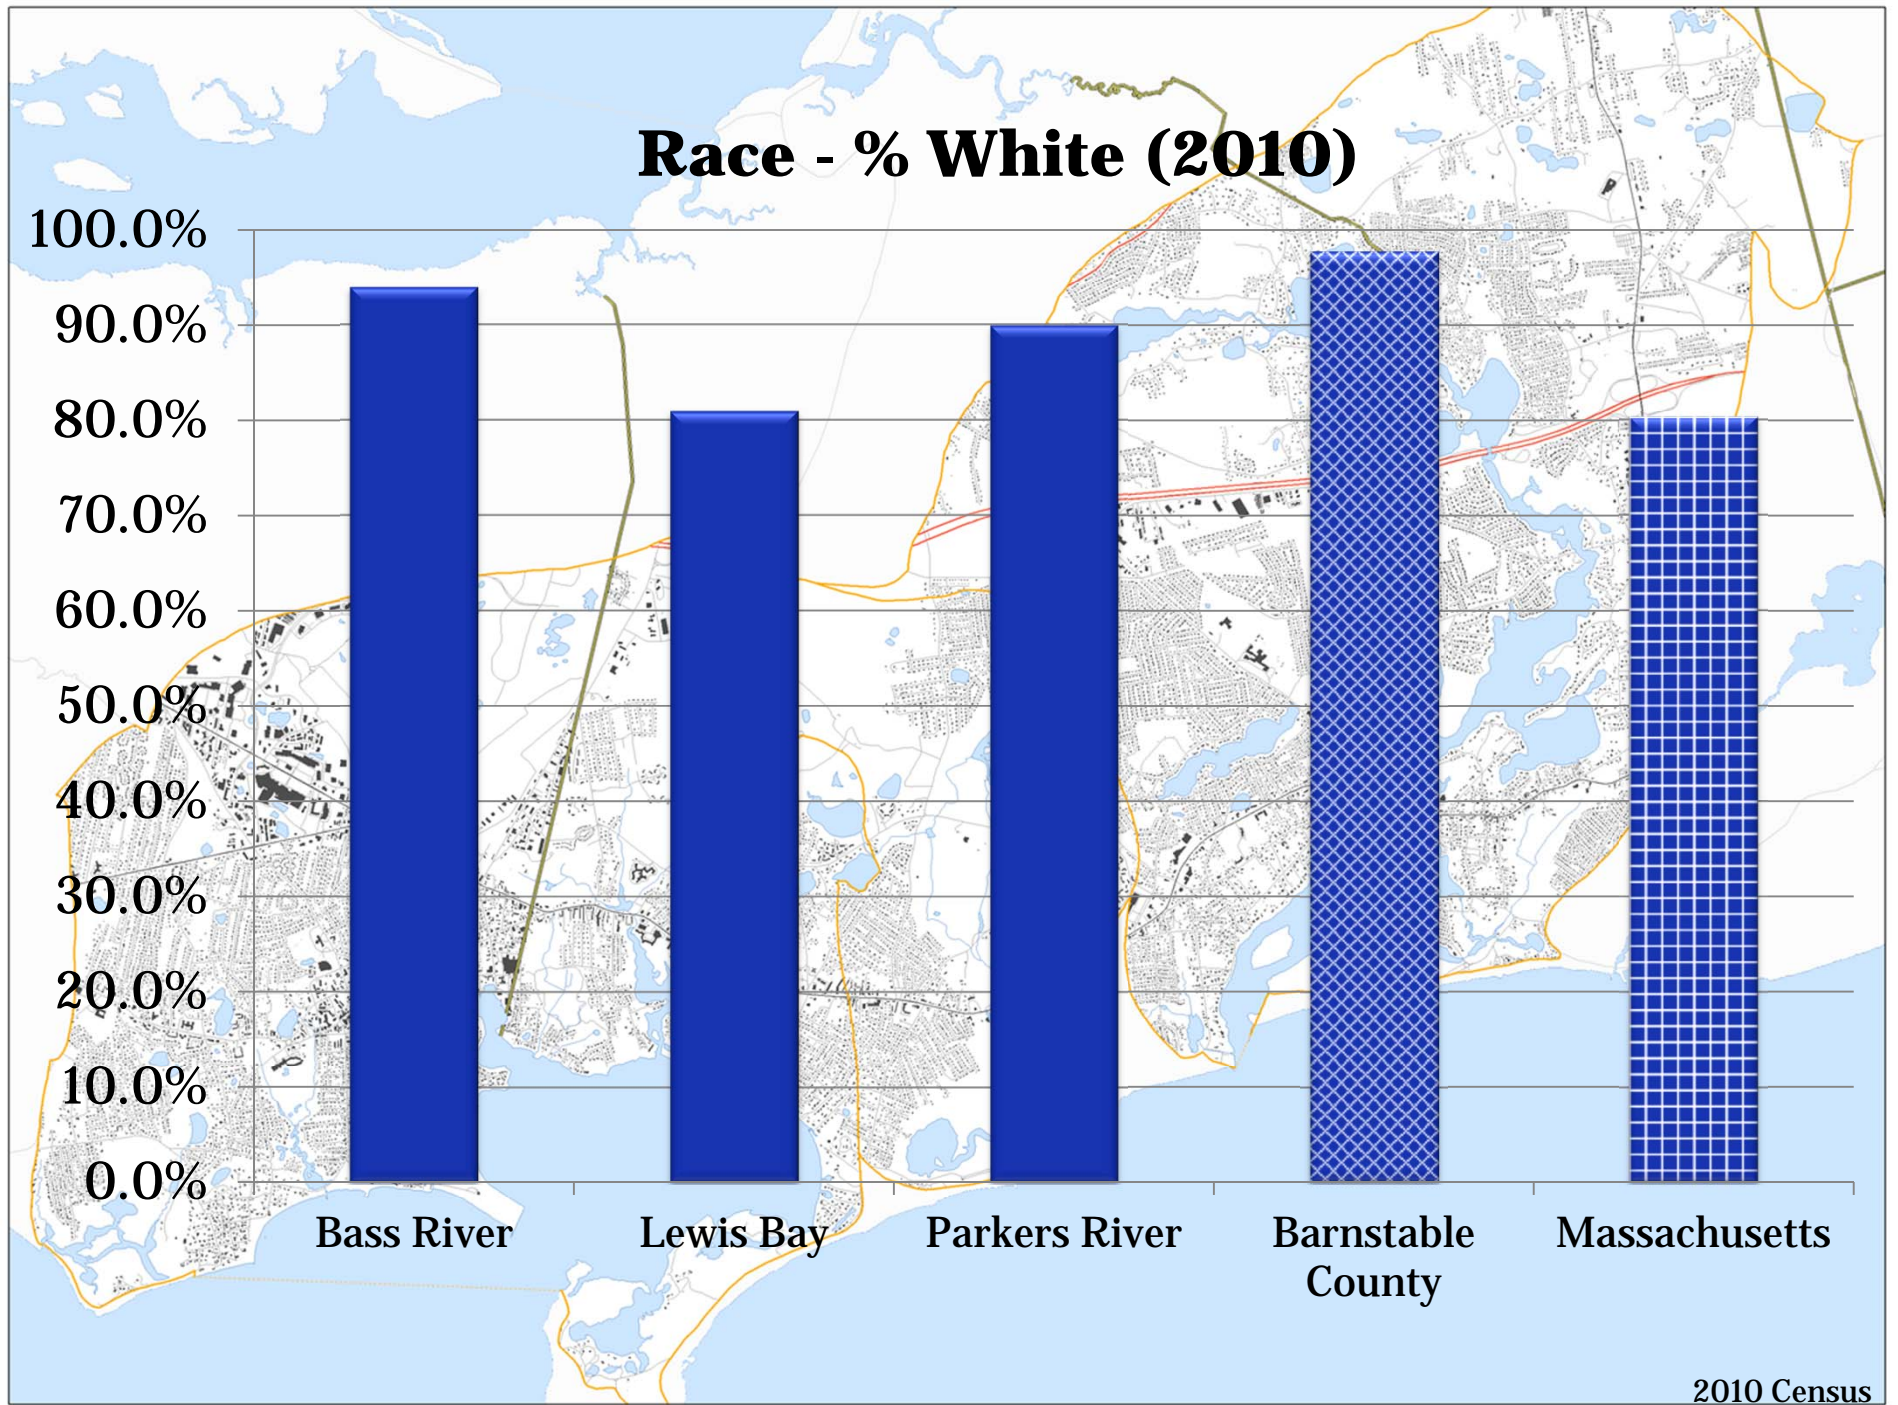 Race - % White (2010)
100.0%
90.0%
80.0%
70.0%
60.0%
50.0%
40.0%
30.0%
20.0%
10.0%
0.0%
Bass River
Lewis Bay
Parkers River
Barnstable
County
Massachusetts
2010 Census